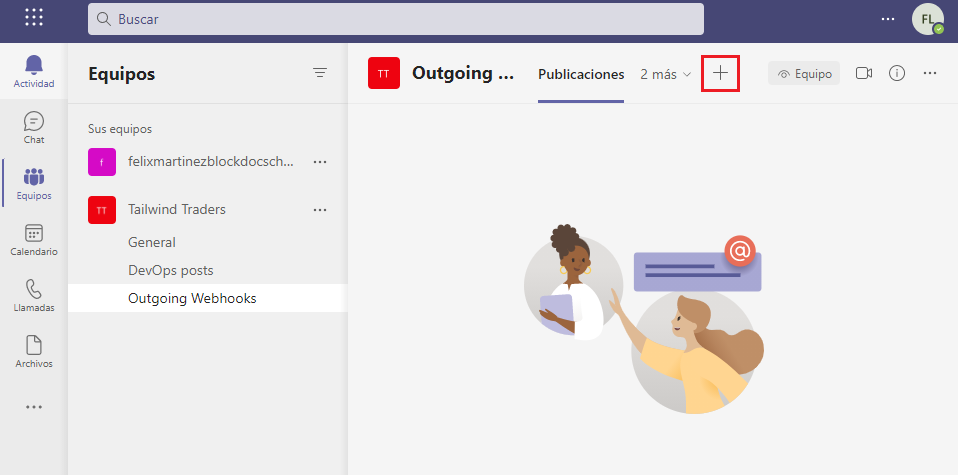 Buscar
FL
Actividad
Chat
Equipos
Calendario
Llamadas
Archivos
Equipos
Sus equipos
f
felixmartinezblockdocsch...
TT
Tailwind Traders
General
DevOps posts
Outgoing Webhooks
TT
Outgoing ...
Publicaciones
2 más
Equipo
@